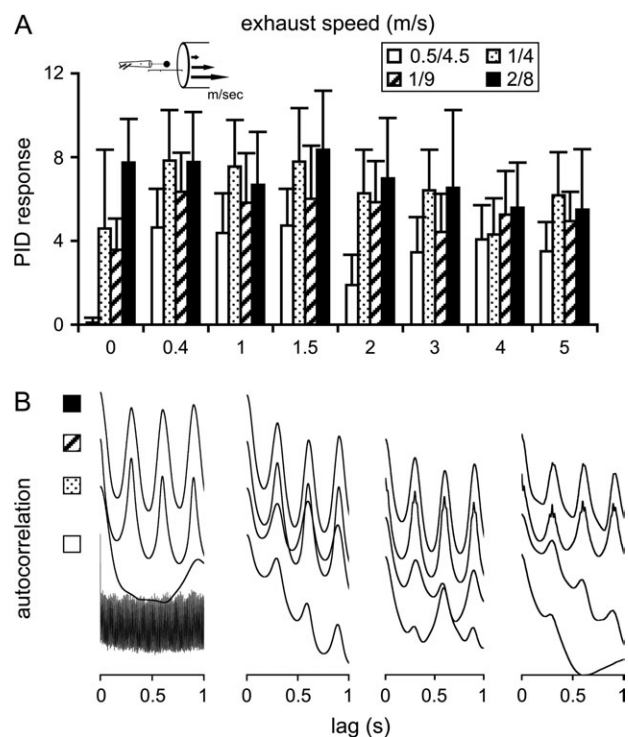 A
exhaust speed (m/s)
m/sec
0.5/4.5
1/4
1/9
2/8
PID response
12
8
4
0
0 0.4 1 1.5 2 3 4 5
B
autocorrelation
0 0.5 1 0 0.5 1 0 0.5 1 0 0.5 1
lag (s)